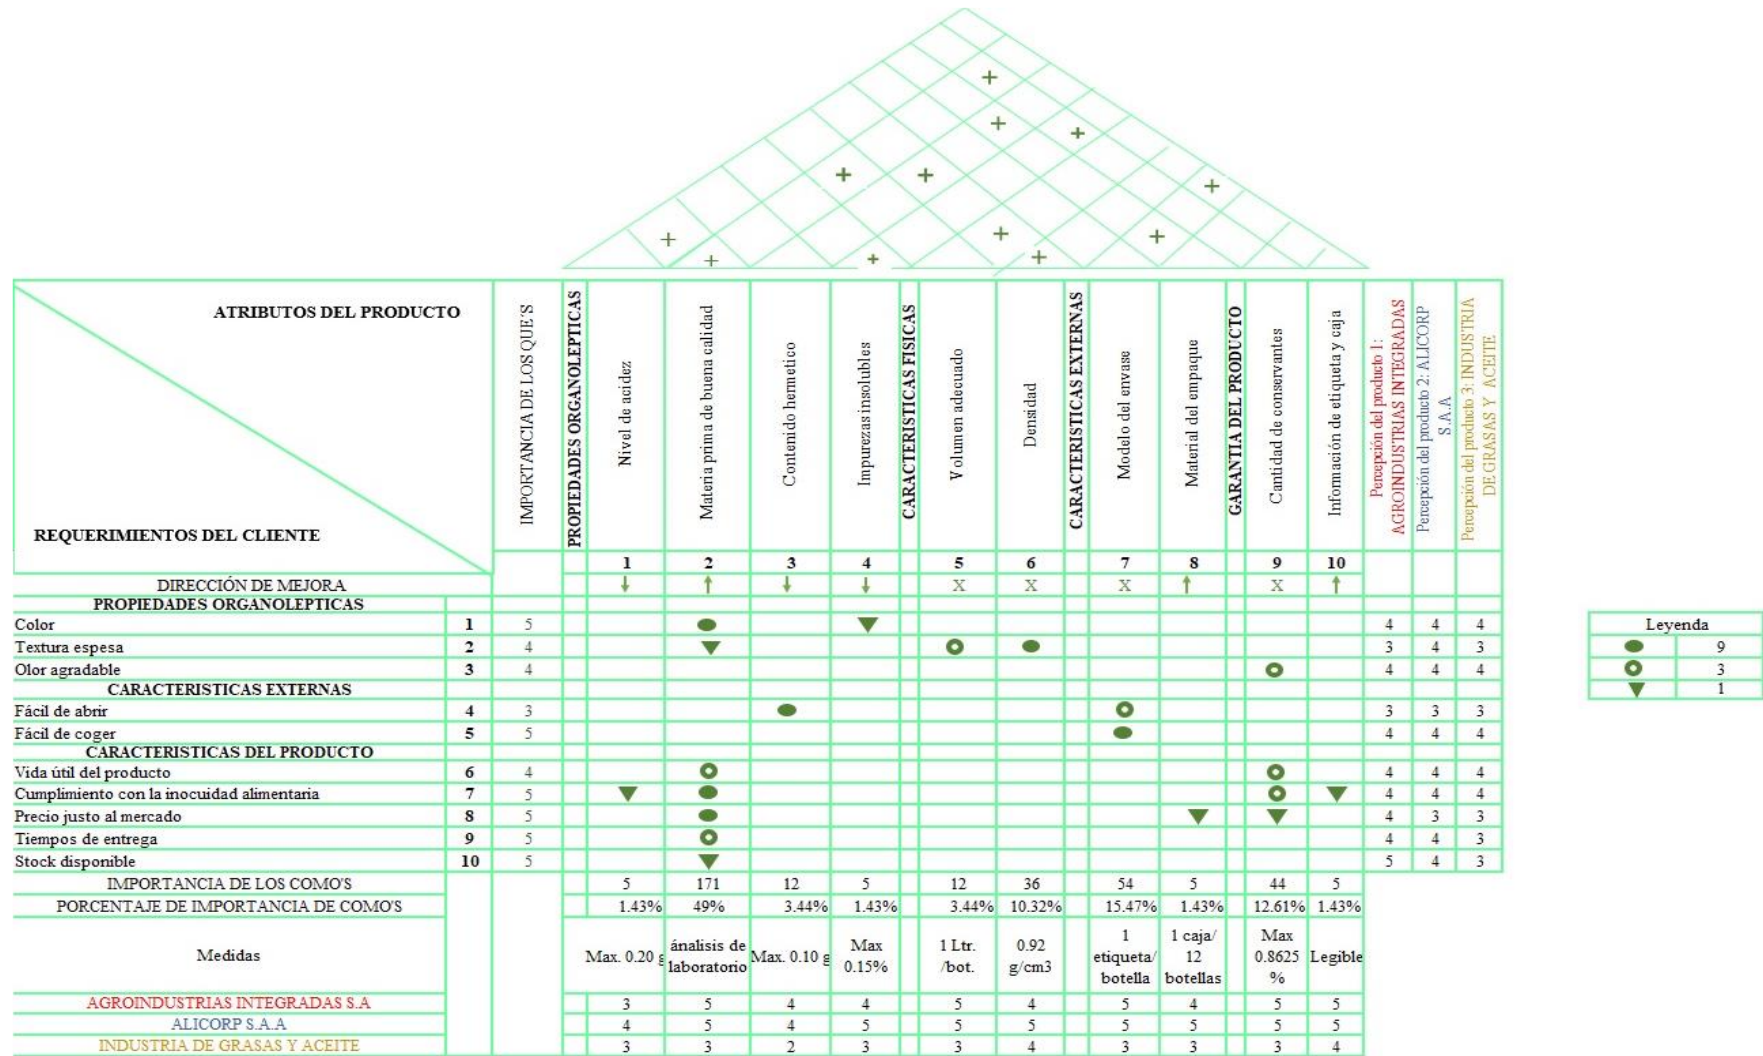 ATRIBUTOS DEL PRODUCTO
REQUERIMIENTOS DEL CLIENTE
IMPORTANCIA DE LOS QUE'S
PROPIEDADES ORGANOLEPTICAS
Nivel de acidez
Materia prima de buena calidad
Contenido hermetico
Impurezas insolubles
CARACTERISTICAS FISICAS
Volumen adecuado
Densidad
CARACTERISTICAS EXTERNAS
Modelo del envase
Material del empaque
GARANTIA DEL PRODUCTO
Cantidad de conservantes
Información de etiqueta y caja
Percepción del producto 1:
AGROINDUSTRIAS INTEGRADAS
Percepción del producto 2: ALICORP
S.A.A
Percepción del producto 3: INDUSTRIA
DE GRASAS Y ACEITE
1 2 3 4 5 6 7 8 9 10
DIRECCIÓN DE MEJORA ↓ ↑ ↓ ↓ X X X ↑ X ↑
PROPIEDADES ORGANOLEPTICAS
Color 1 5 4 4 4
Textura espesa 2 4 3 4 3
Olor agradable 3 4 4 4 4
CARACTERISTICAS EXTERNAS
Fácil de abrir 4 3 3 3 3
Fácil de coger 5 5 4 4 4
CARACTERISTICAS DEL PRODUCTO
Vida útil del producto 6 4 4 4 4
Cumplimiento con la inocuidad alimentaria 7 5 4 4 4
Precio justo al mercado 8 5 4 3 3
Tiempos de entrega 9 5 4 4 3
Stock disponible 10 5 5 4 3
IMPORTANCIA DE LOS COMO'S 5 171 12 5 12 36 54 5 44 5
PORCENTAJE DE IMPORTANCIA DE COMO'S 1.43% 49% 3.44% 1.43% 3.44% 10.32% 15.47% 1.43% 12.61% 1.43%
Medidas
Max. 0.20 g
ánalisis de
laboratorio
Max. 0.10 g
Max
0.15%
1 Ltr.
/bot.
0.92
g/cm3
1
etiqueta/
botella
1 caja/
12
botellas
Max
0.8625
%
Legible
AGROINDUSTRIAS INTEGRADAS S.A 3 5 4 4 5 4 5 4 5 5
ALICORP S.A.A 4 5 4 5 5 5 5 5 5 5
INDUSTRIA DE GRASAS Y ACEITE 3 3 2 3 3 4 3 3 3 4
Leyenda
9
3
1